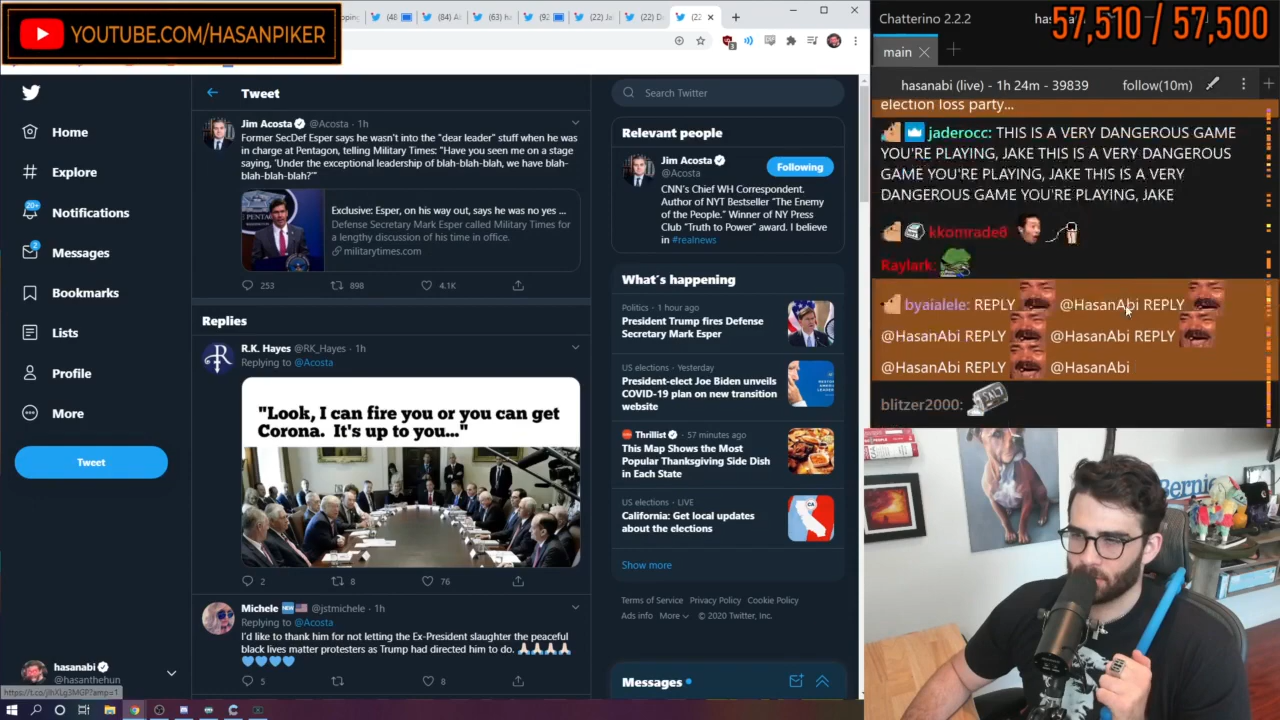 YOUTUBE.COM/HASANPIKER
57,510 / 57,500
Chatterino 2.2.2
main
hasanabi (live) - 1h 24m - 39839
follow(10m)
election loss party...
jaderocc: THIS IS A VERY DANGEROUS GAME
YOU'RE PLAYING, JAKE THIS IS A VERY DANGEROUS
GAME YOU'RE PLAYING, JAKE THIS IS A VERY
DANGEROUS GAME YOU'RE PLAYING, JAKE
kkomrade6
Raylark:
byaialele: REPLY @HasanAbi REPLY
@HasanAbi REPLY @HasanAbi REPLY
@HasanAbi REPLY @HasanAbi
blitzer2000:
SALT
Home
Explore
20+
Notifications
2
Messages
Bookmarks
Lists
Profile
More
Tweet
hasanabi
@hasanthehun
https://t.co/jlhXLg3MGP?amp=1
Tweet
Jim Acosta @Acosta · 1h
Former SecDef Esper says he wasn't into the "dear leader" stuff when he was
in charge at Pentagon, telling Military Times: "Have you seen me on a stage
saying, 'Under the exceptional leadership of blah-blah-blah, we have blah-
blah-blah?'"
Exclusive: Esper, on his way out, says he was no yes ...
Defense Secretary Mark Esper called Military Times for
a lengthy discussion of his time in office.
militarytimes.com
253 898 4.1K
Replies
R.K. Hayes @RK_Hayes · 1h
Replying to @Acosta
"Look, I can fire you or you can get
Corona. It's up to you..."
2 8 76
Michele @jstmichele · 1h
Replying to @Acosta
I'd like to thank him for not letting the Ex-President slaughter the peaceful
black lives matter protesters as Trump had directed him to do.
5 8
Search Twitter
Relevant people
Jim Acosta
@Acosta
Following
CNN's Chief WH Correspondent.
Author of NYT Bestseller "The Enemy
of the People." Winner of NY Press
Club "Truth to Power" award. I believe
in #realnews
What's happening
Politics · 1 hour ago
President Trump fires Defense
Secretary Mark Esper
US elections · Yesterday
President-elect Joe Biden unveils
COVID-19 plan on new transition
website
Thrillist · 57 minutes ago
This Map Shows the Most
Popular Thanksgiving Side Dish
in Each State
US elections · LIVE
California: Get local updates
about the elections
Show more
Terms of Service Privacy Policy Cookie Policy
Ads info More © 2020 Twitter, Inc.
Messages
Bernie